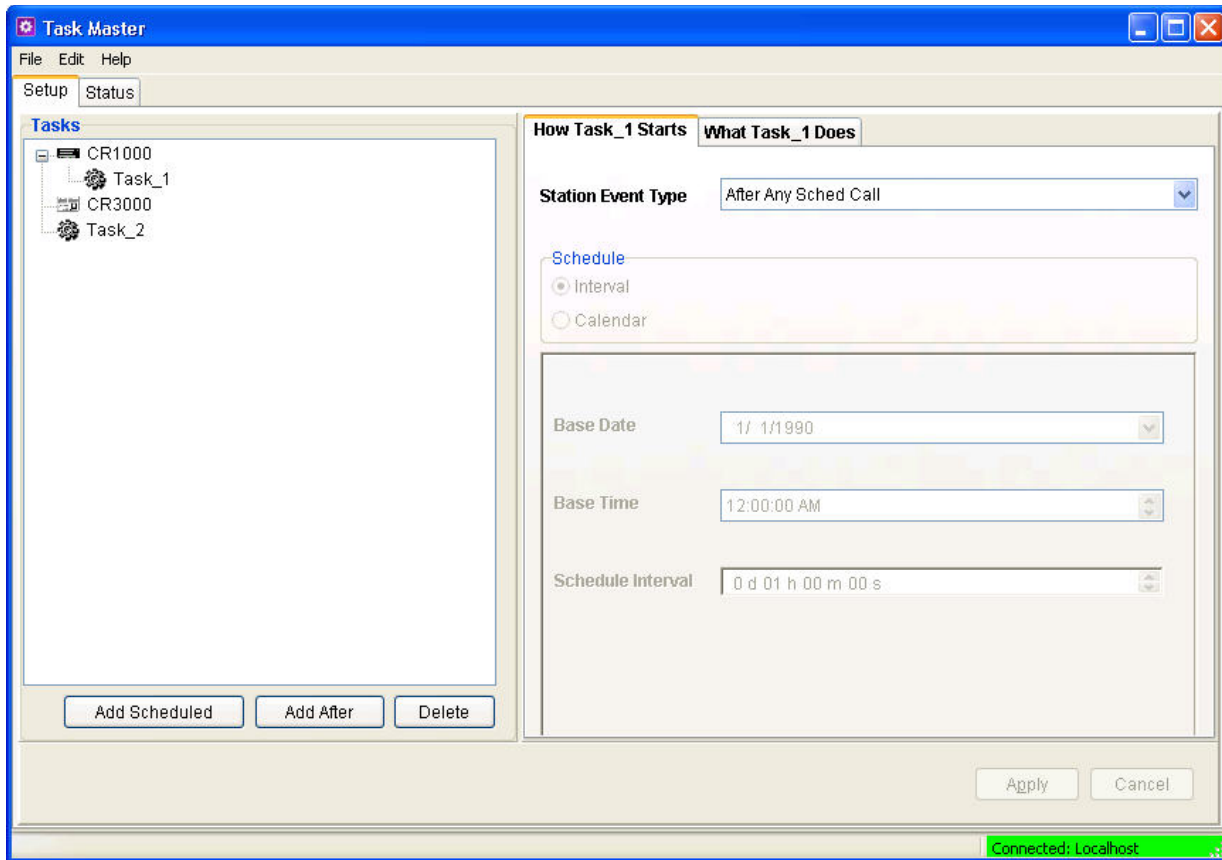 Task Master
File Edit Help
Setup Status
Tasks
CR1000
Task_1
CR3000
Task_2
Add Scheduled Add After Delete
How Task_1 Starts What Task_1 Does
Station Event Type After Any Sched Call
Schedule
Interval
Calendar
Base Date 1/ 1/1990
Base Time 12:00:00 AM
Schedule Interval 0 d 01 h 00 m 00 s
Apply Cancel
Connected: Localhost